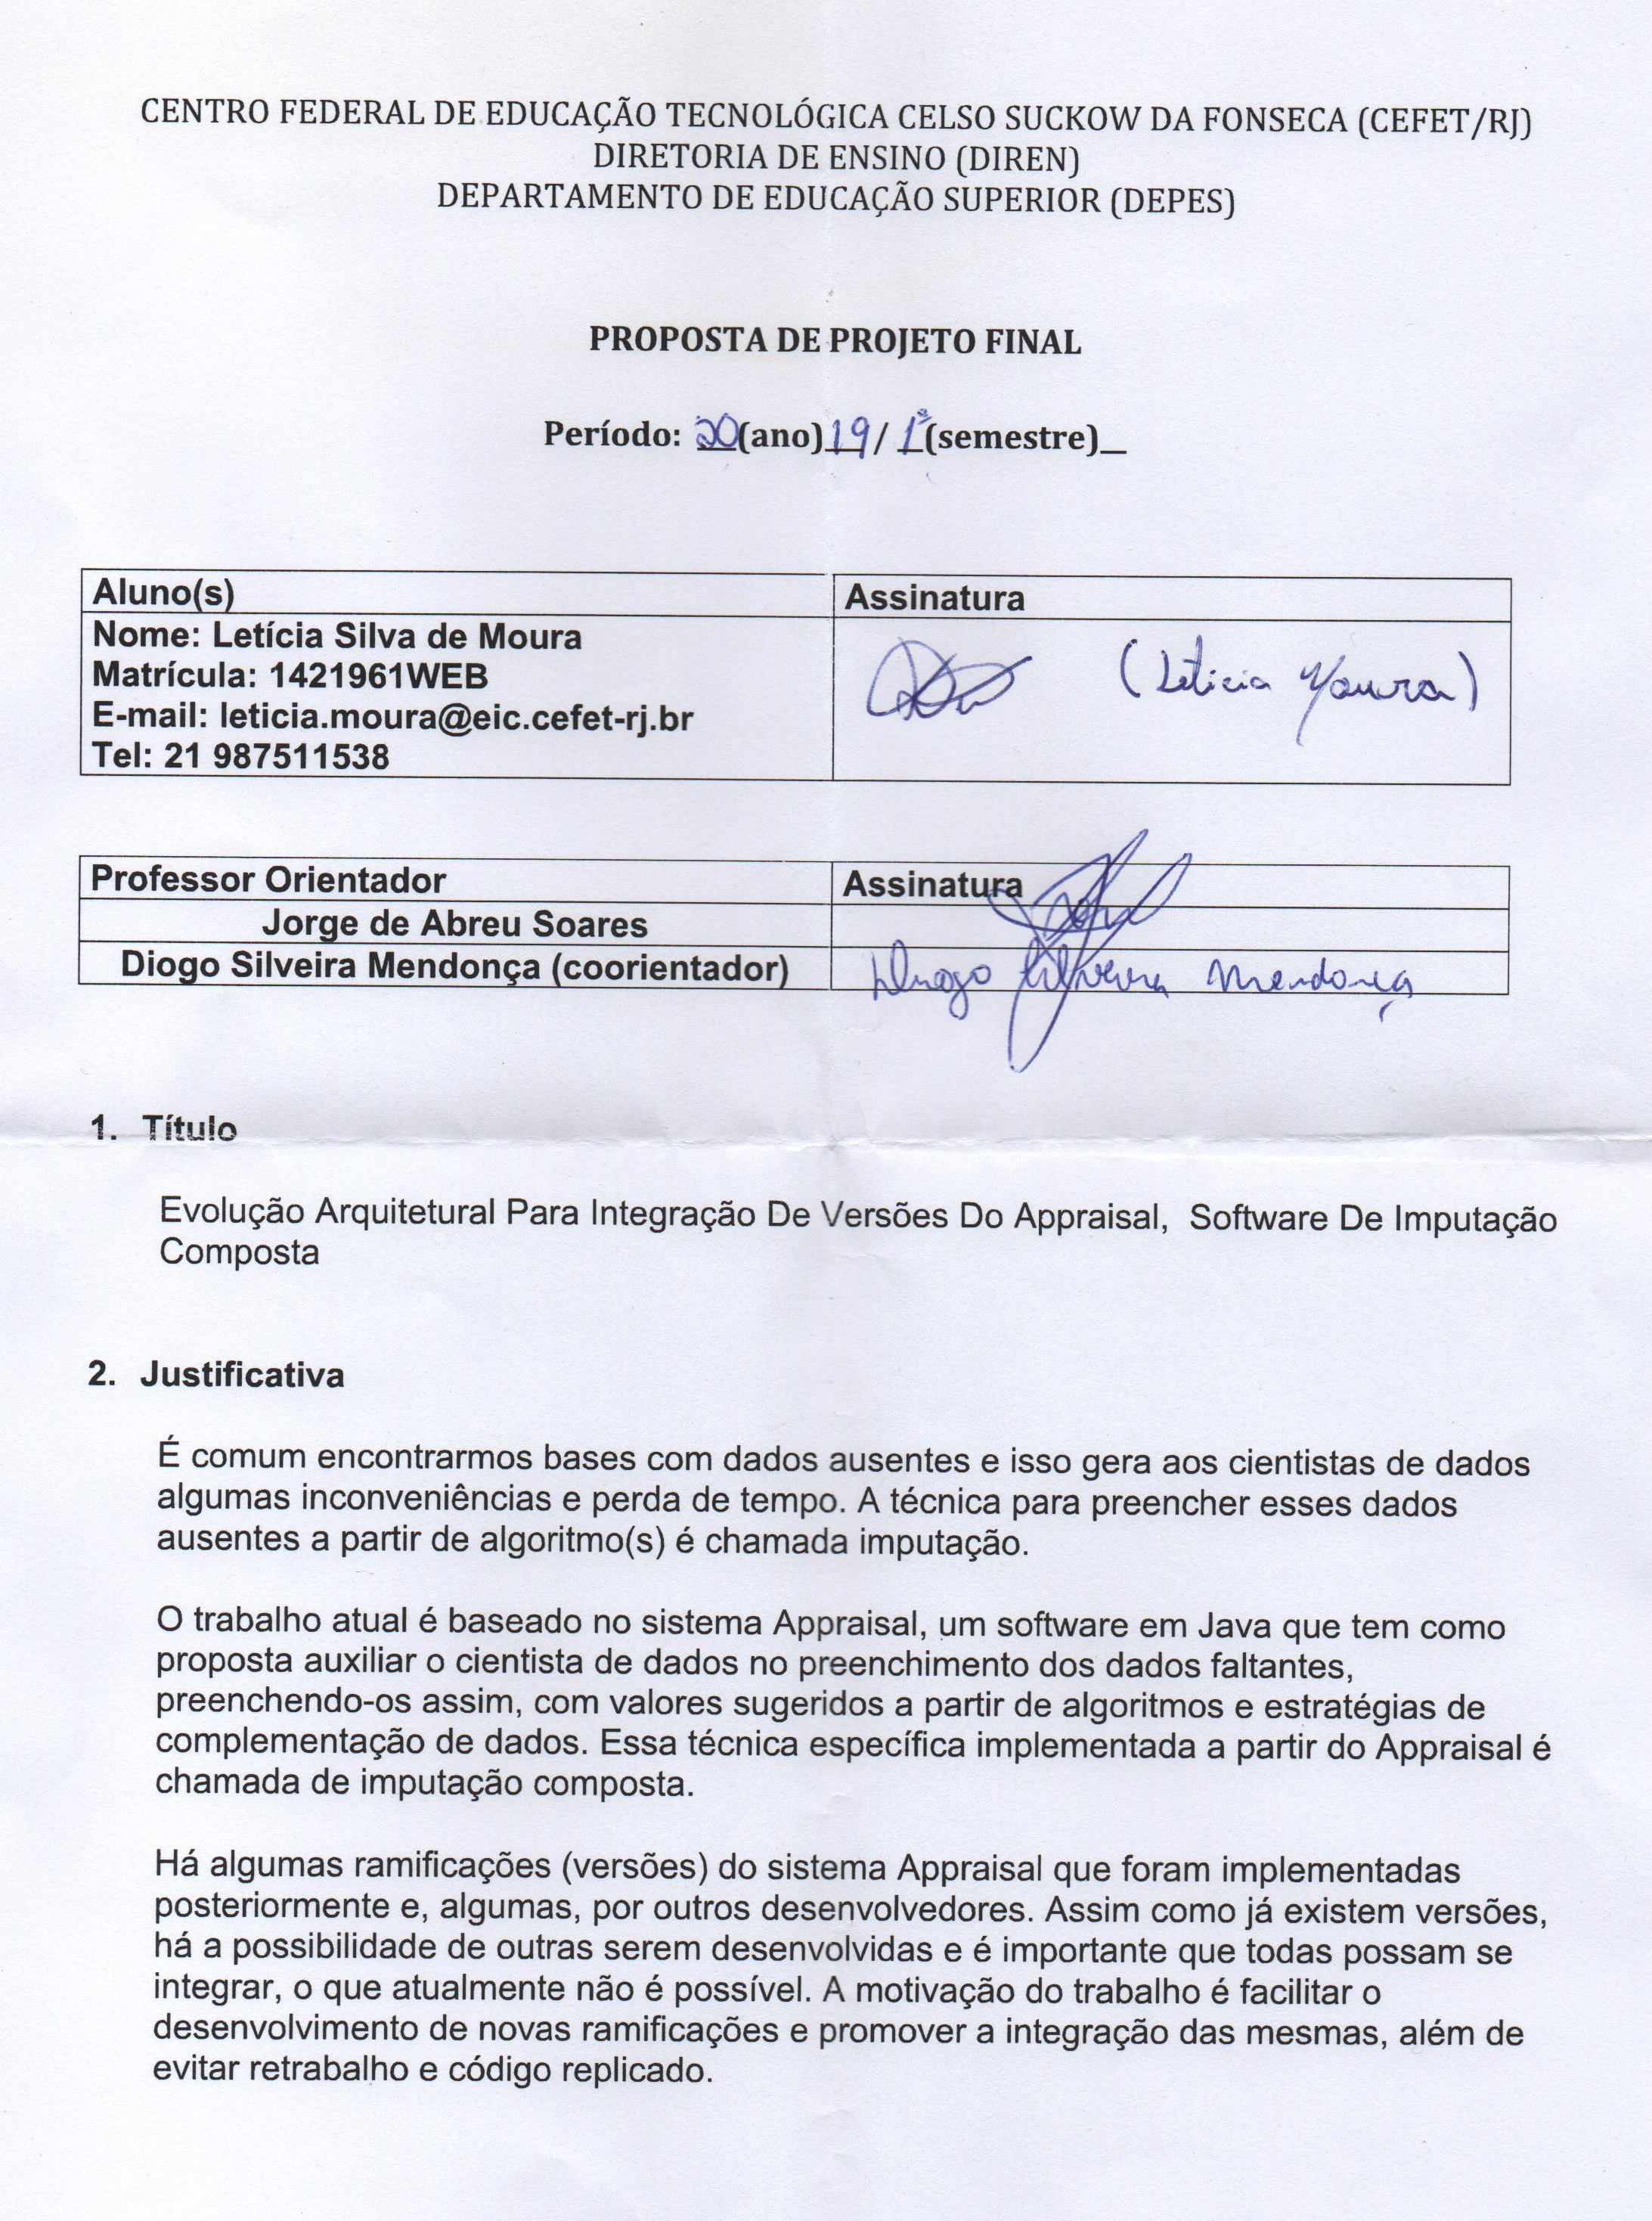 CENTRO FEDERAL DE EDUCAÇÃO TECNOLÓGICA CELSO SUCKOW DA FONSECA (CEFET/RJ)
DIRETORIA DE ENSINO (DIREN)
DEPARTAMENTO DE EDUCAÇÃO SUPERIOR (DEPES)
PROPOSTA DE PROJETO FINAL
Período: 20(ano)19/ 1º(semestre)_
Aluno(s) Assinatura
Nome: Letícia Silva de Moura
Matrícula: 1421961WEB
E-mail: leticia.moura@eic.cefet-rj.br
Tel: 21 987511538
(Leticia Moura)
Professor Orientador Assinatura
Jorge de Abreu Soares
Diogo Silveira Mendonça (coorientador) Diogo Silveira Mendonça
1. Título
Evolução Arquitetural Para Integração De Versões Do Appraisal, Software De Imputação
Composta
2. Justificativa
É comum encontrarmos bases com dados ausentes e isso gera aos cientistas de dados
algumas inconveniências e perda de tempo. A técnica para preencher esses dados
ausentes a partir de algoritmo(s) é chamada imputação.
O trabalho atual é baseado no sistema Appraisal, um software em Java que tem como
proposta auxiliar o cientista de dados no preenchimento dos dados faltantes,
preenchendo-os assim, com valores sugeridos a partir de algoritmos e estratégias de
complementação de dados. Essa técnica específica implementada a partir do Appraisal é
chamada de imputação composta.
Há algumas ramificações (versões) do sistema Appraisal que foram implementadas
posteriormente e, algumas, por outros desenvolvedores. Assim como já existem versões,
há a possibilidade de outras serem desenvolvidas e é importante que todas possam se
integrar, o que atualmente não é possível. A motivação do trabalho é facilitar o
desenvolvimento de novas ramificações e promover a integração das mesmas, além de
evitar retrabalho e código replicado.